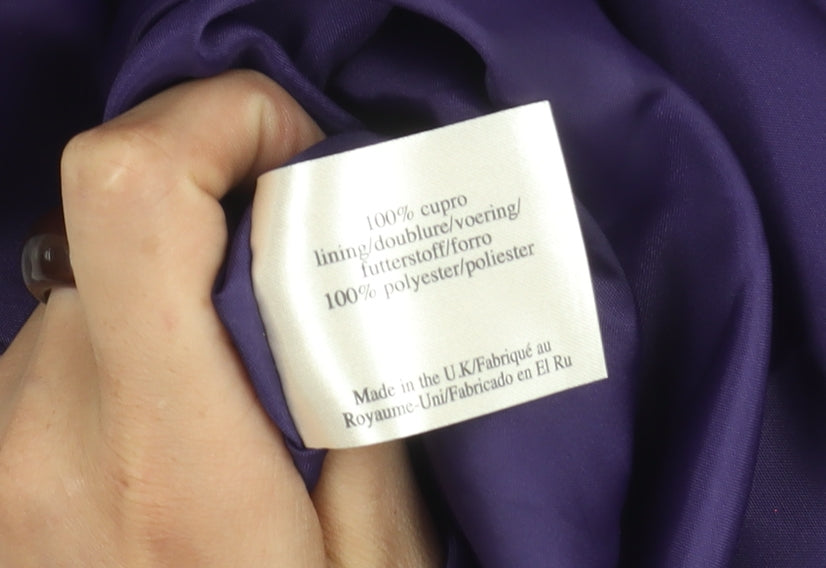 100% cupro
lining/doublure/voering/
futterstoff/forro
100% polyester/poliester
Made in the U.K/Fabriqué au
Royaume-Uni/Fabricado en El Ru